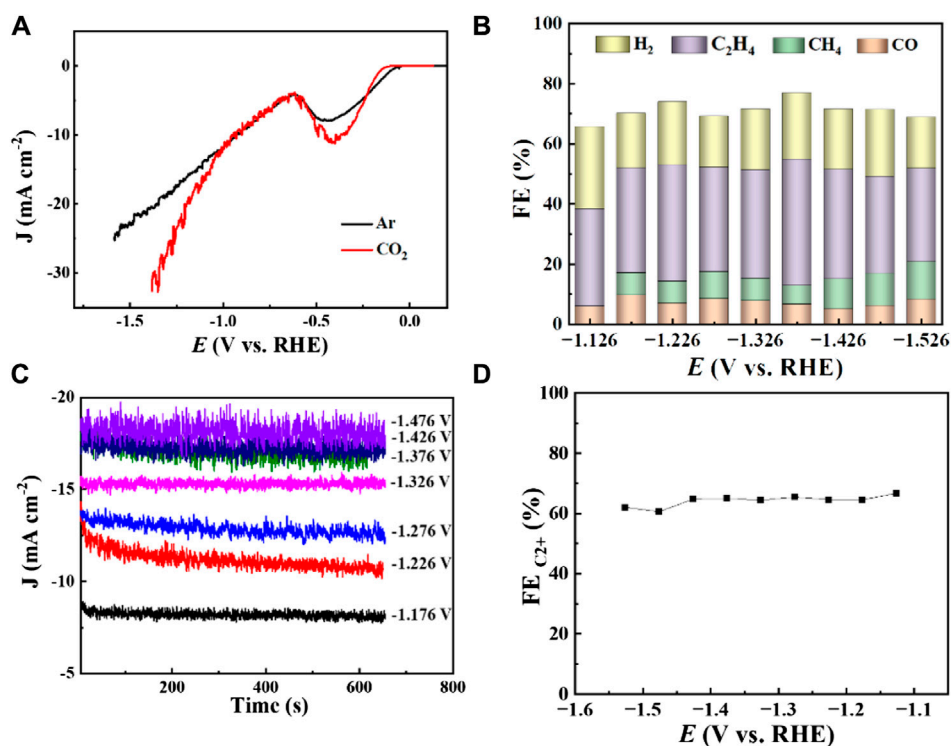 A
0
-10
-20
-30
J (mA cm⁻²)
Ar
CO₂
-1.5
-1.0
-0.5
0.0
E (V vs. RHE)
B
100
80
60
40
20
0
FE (%)
H₂
C₂H₄
CH₄
CO
−1.126
−1.226
−1.326
−1.426
−1.526
E (V vs. RHE)
C
-20
-15
-10
-5
J (mA cm⁻²)
-1.476 V
-1.426 V
-1.376 V
-1.326 V
-1.276 V
-1.226 V
-1.176 V
200
400
600
800
Time (s)
D
0
20
40
60
80
100
FE C2+ (%)
−1.6
−1.5
−1.4
−1.3
−1.2
−1.1
E (V vs. RHE)